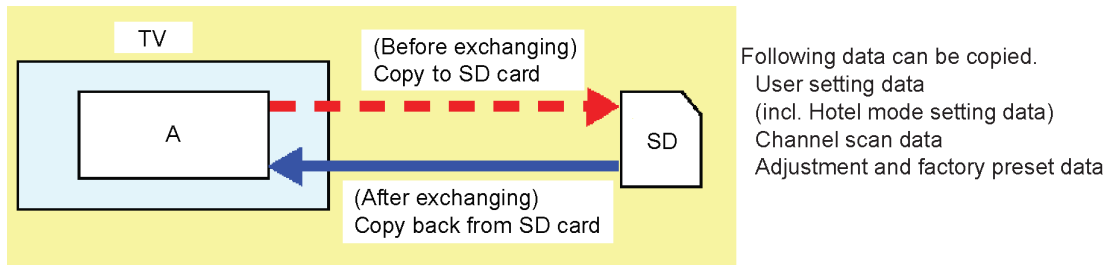 TV
(Before exchanging)
Copy to SD card
A
SD
(After exchanging)
Copy back from SD card
Following data can be copied.
User setting data
(incl. Hotel mode setting data)
Channel scan data
Adjustment and factory preset data